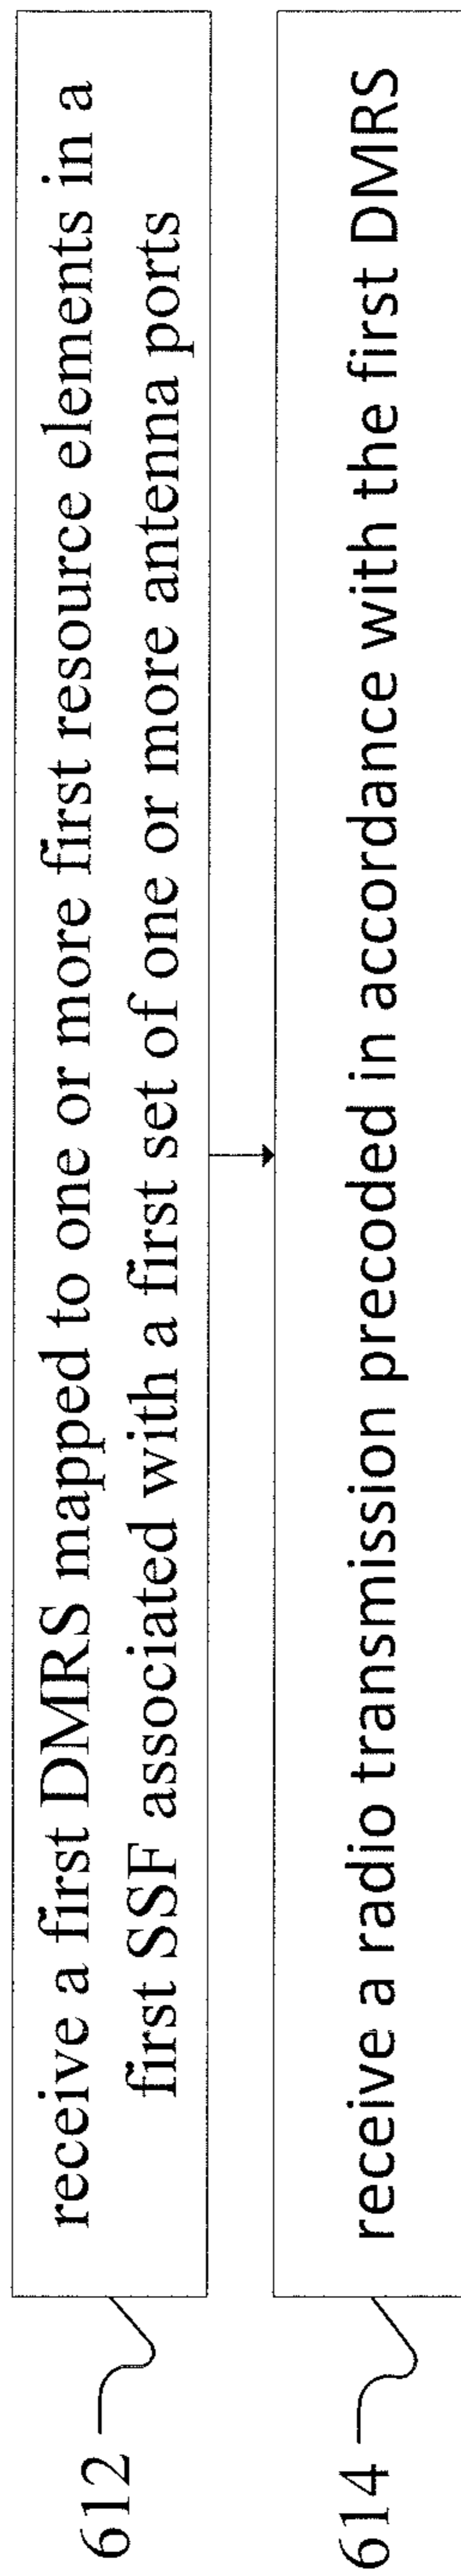 612
receive a first DMRS mapped to one or more first resource elements in a
first SSF associated with a first set of one or more antenna ports
614
receive a radio transmission precoded in accordance with the first DMRS